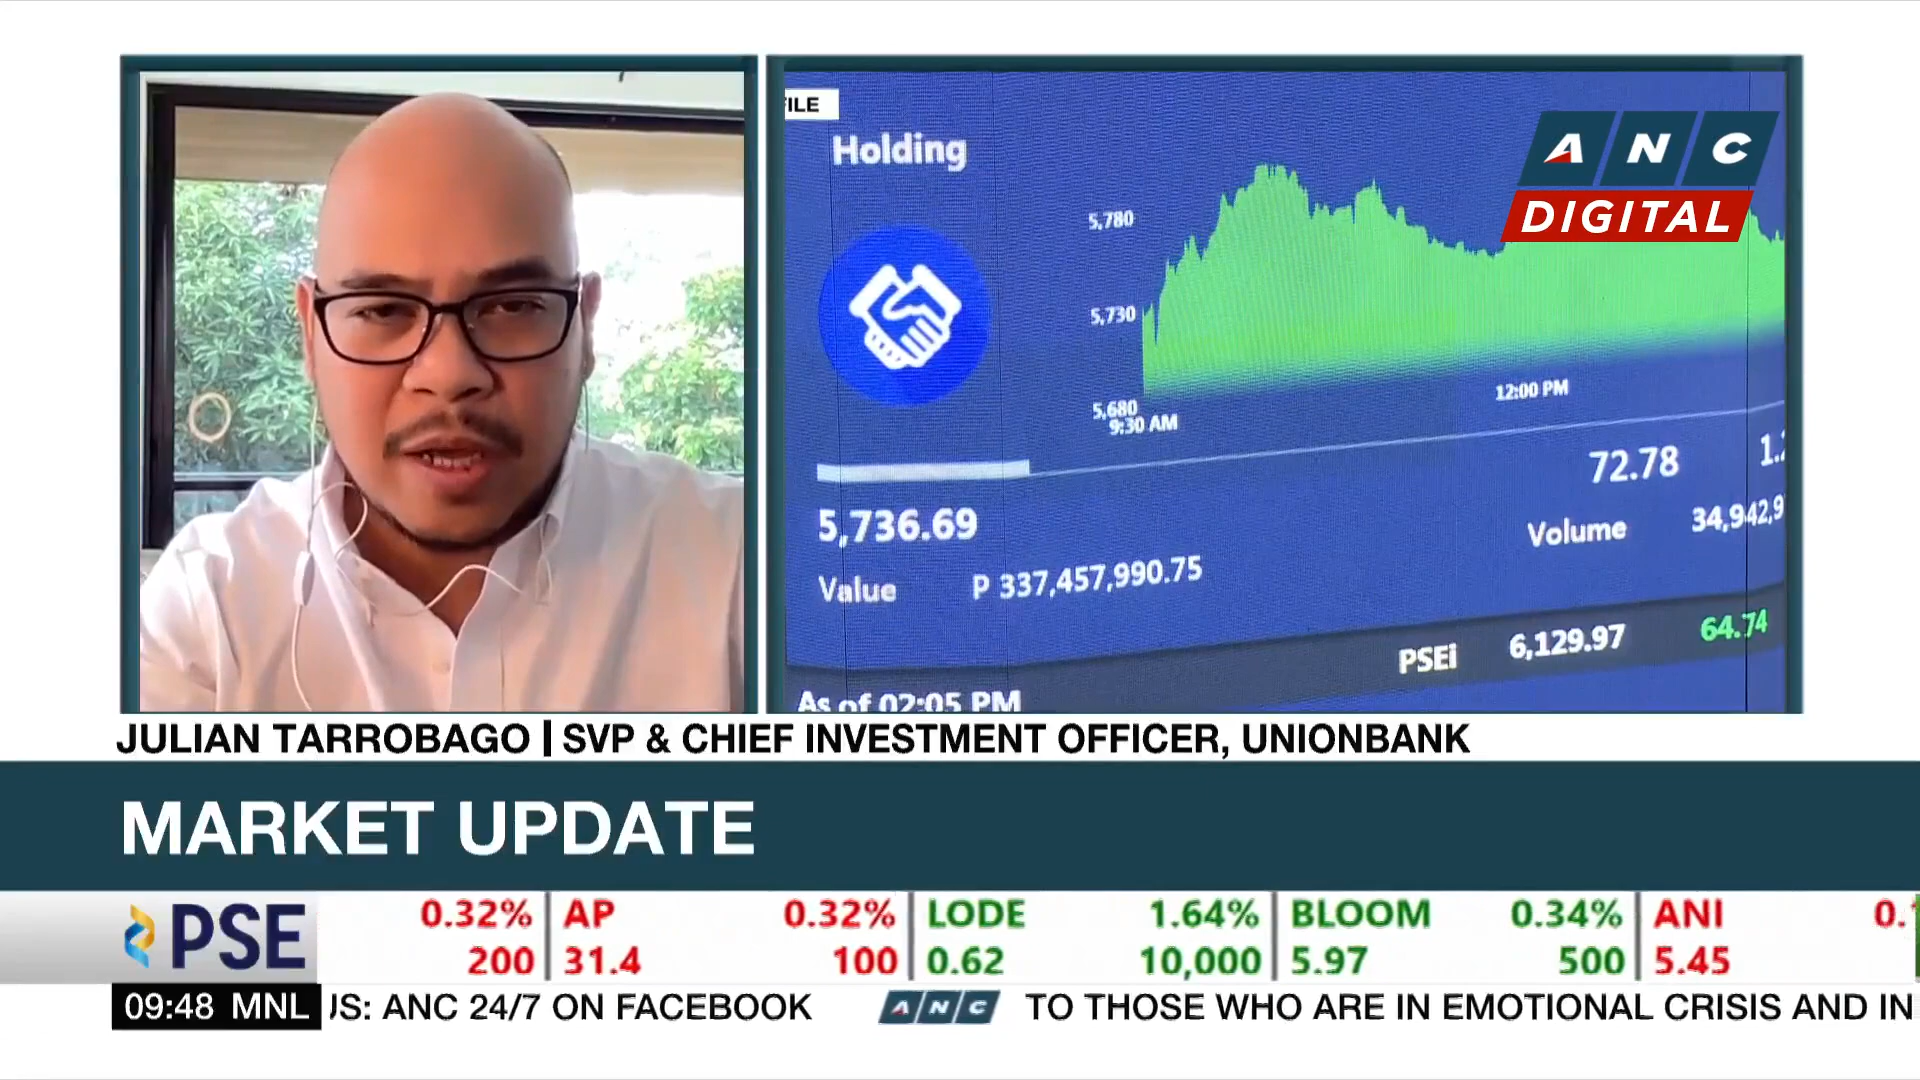 ILE
Holding
ANC
DIGITAL
5,780
5,730
5,680
9:30 AM
12:00 PM
72.78
5,736.69
Volume
34,942,9
Value P 337,457,990.75
PSEi 6,129.97 64.74
As of 02:05 PM
JULIAN TARROBAGO | SVP & CHIEF INVESTMENT OFFICER, UNIONBANK
MARKET UPDATE
PSE
0.32% AP 0.32% LODE 1.64% BLOOM 0.34% ANI 0.
200 31.4 100 0.62 10,000 5.97 500 5.45
09:48 MNL JS: ANC 24/7 ON FACEBOOK ANC TO THOSE WHO ARE IN EMOTIONAL CRISIS AND IN